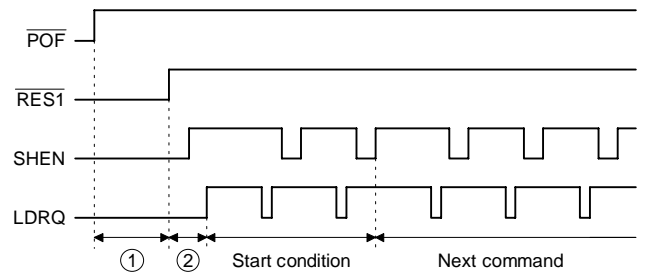 POF
RES1
SHEN
LDRQ
① ② Start condition Next command